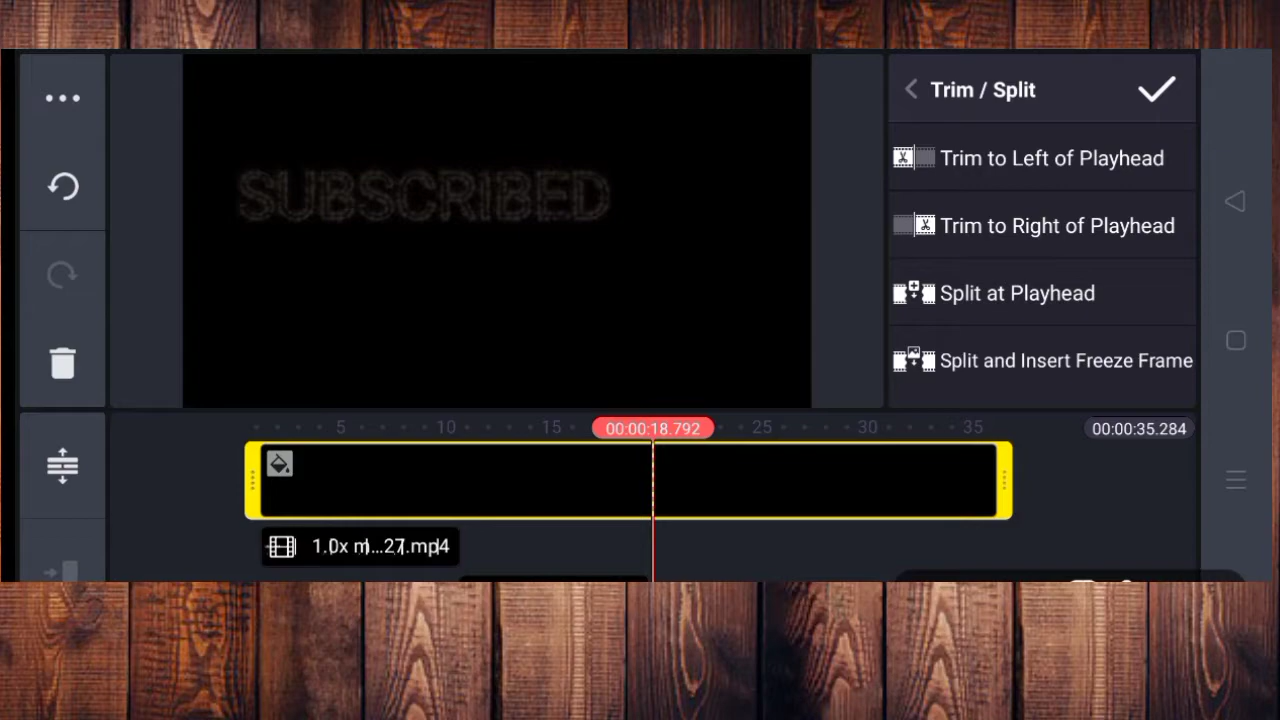 Trim / Split
SUBSCRIBED
Trim to Left of Playhead
Trim to Right of Playhead
Split at Playhead
Split and Insert Freeze Frame
5 10 15 00:00:18.792 25 30 35 00:00:35.284
1.0x m...27.mp4